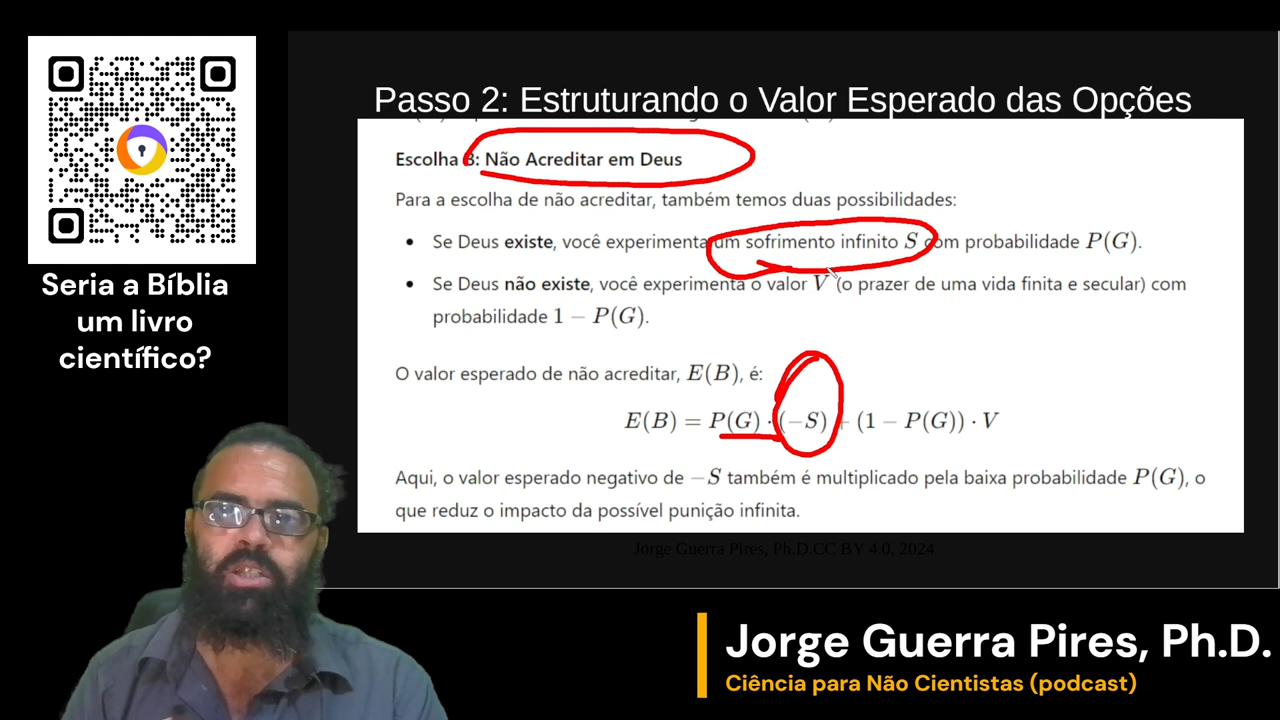 Seria a Bíblia
um livro
científico?
Passo 2: Estruturando o Valor Esperado das Opções
Escolha B: Não Acreditar em Deus
Para a escolha de não acreditar, também temos duas possibilidades:
• Se Deus existe, você experimenta um sofrimento infinito S com probabilidade P(G).
• Se Deus não existe, você experimenta o valor V (o prazer de uma vida finita e secular) com
probabilidade 1 − P(G).
O valor esperado de não acreditar, E(B), é:
E(B) = P(G) · (−S) + (1 − P(G)) · V
Aqui, o valor esperado negativo de −S também é multiplicado pela baixa probabilidade P(G), o
que reduz o impacto da possível punição infinita.
Jorge Guerra Pires, Ph.D.CC BY 4.0, 2024
Jorge Guerra Pires, Ph.D.
Ciência para Não Cientistas (podcast)